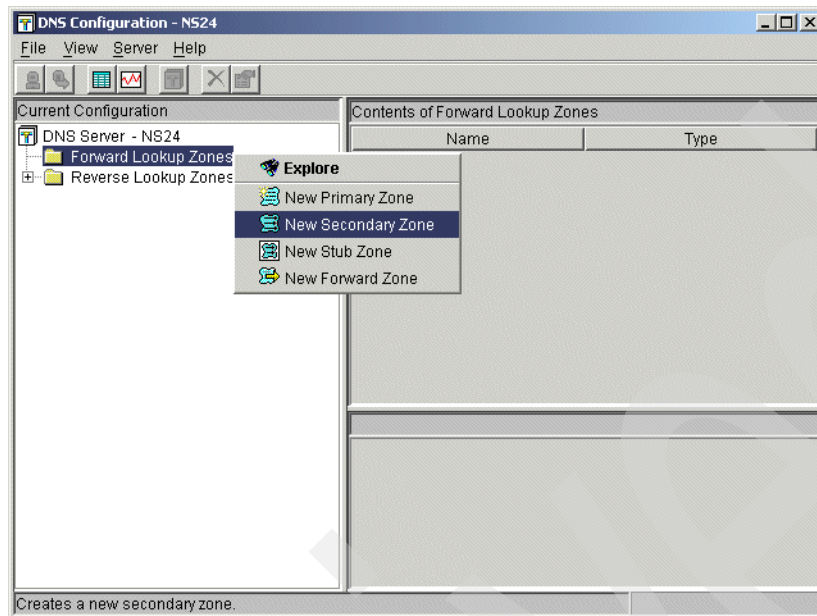 DNS Configuration - NS24
File View Server Help
Current Configuration
Contents of Forward Lookup Zones
DNS Server - NS24
Name Type
Forward Lookup Zones
Reverse Lookup Zones
Explore
New Primary Zone
New Secondary Zone
New Stub Zone
New Forward Zone
Creates a new secondary zone.